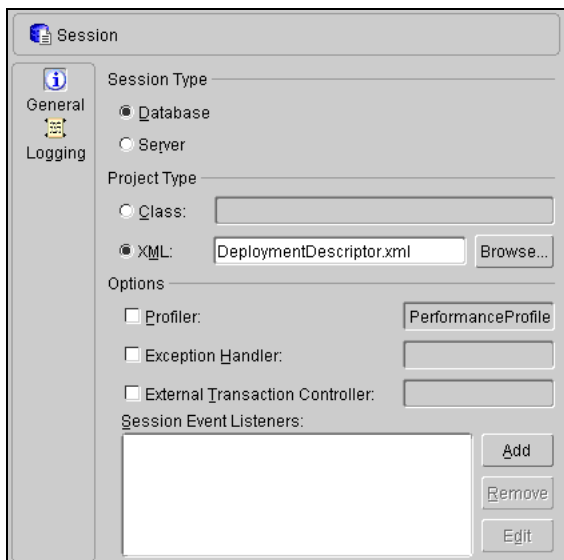 Session
General
Logging
Session Type
Database
Server
Project Type
Class:
XML: DeploymentDescriptor.xml Browse...
Options
Profiler: PerformanceProfile
Exception Handler:
External Transaction Controller:
Session Event Listeners:
Add
Remove
Edit